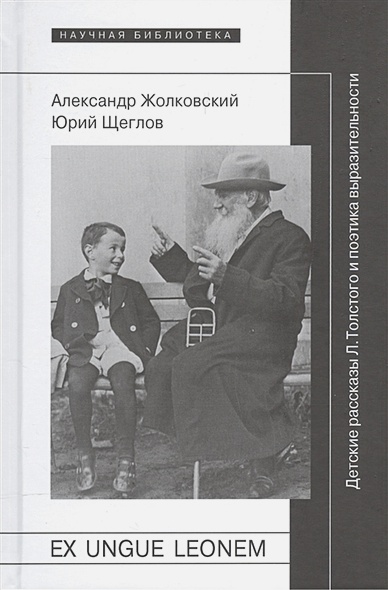 НАУЧНАЯ БИБЛИОТЕКА
Александр Жолковский
Юрий Щеглов
Детские рассказы Л. Толстого и поэтика выразительности
EX UNGUE LEONEM